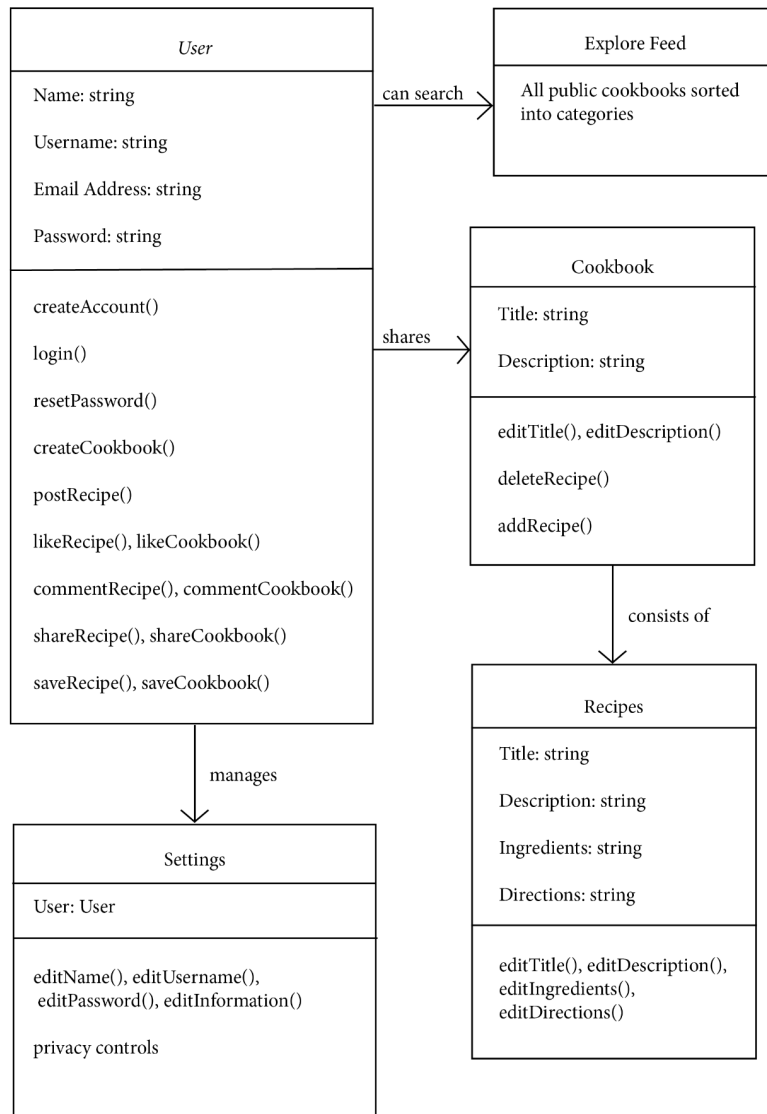 User
Name: string
Username: string
Email Address: string
Password: string
createAccount()
login()
resetPassword()
createCookbook()
postRecipe()
likeRecipe(), likeCookbook()
commentRecipe(), commentCookbook()
shareRecipe(), shareCookbook()
saveRecipe(), saveCookbook()
can search
Explore Feed
All public cookbooks sorted
into categories
shares
Cookbook
Title: string
Description: string
editTitle(), editDescription()
deleteRecipe()
addRecipe()
consists of
Recipes
Title: string
Description: string
Ingredients: string
Directions: string
editTitle(), editDescription(),
editIngredients(),
editDirections()
manages
Settings
User: User
editName(), editUsername(),
editPassword(), editInformation()
privacy controls